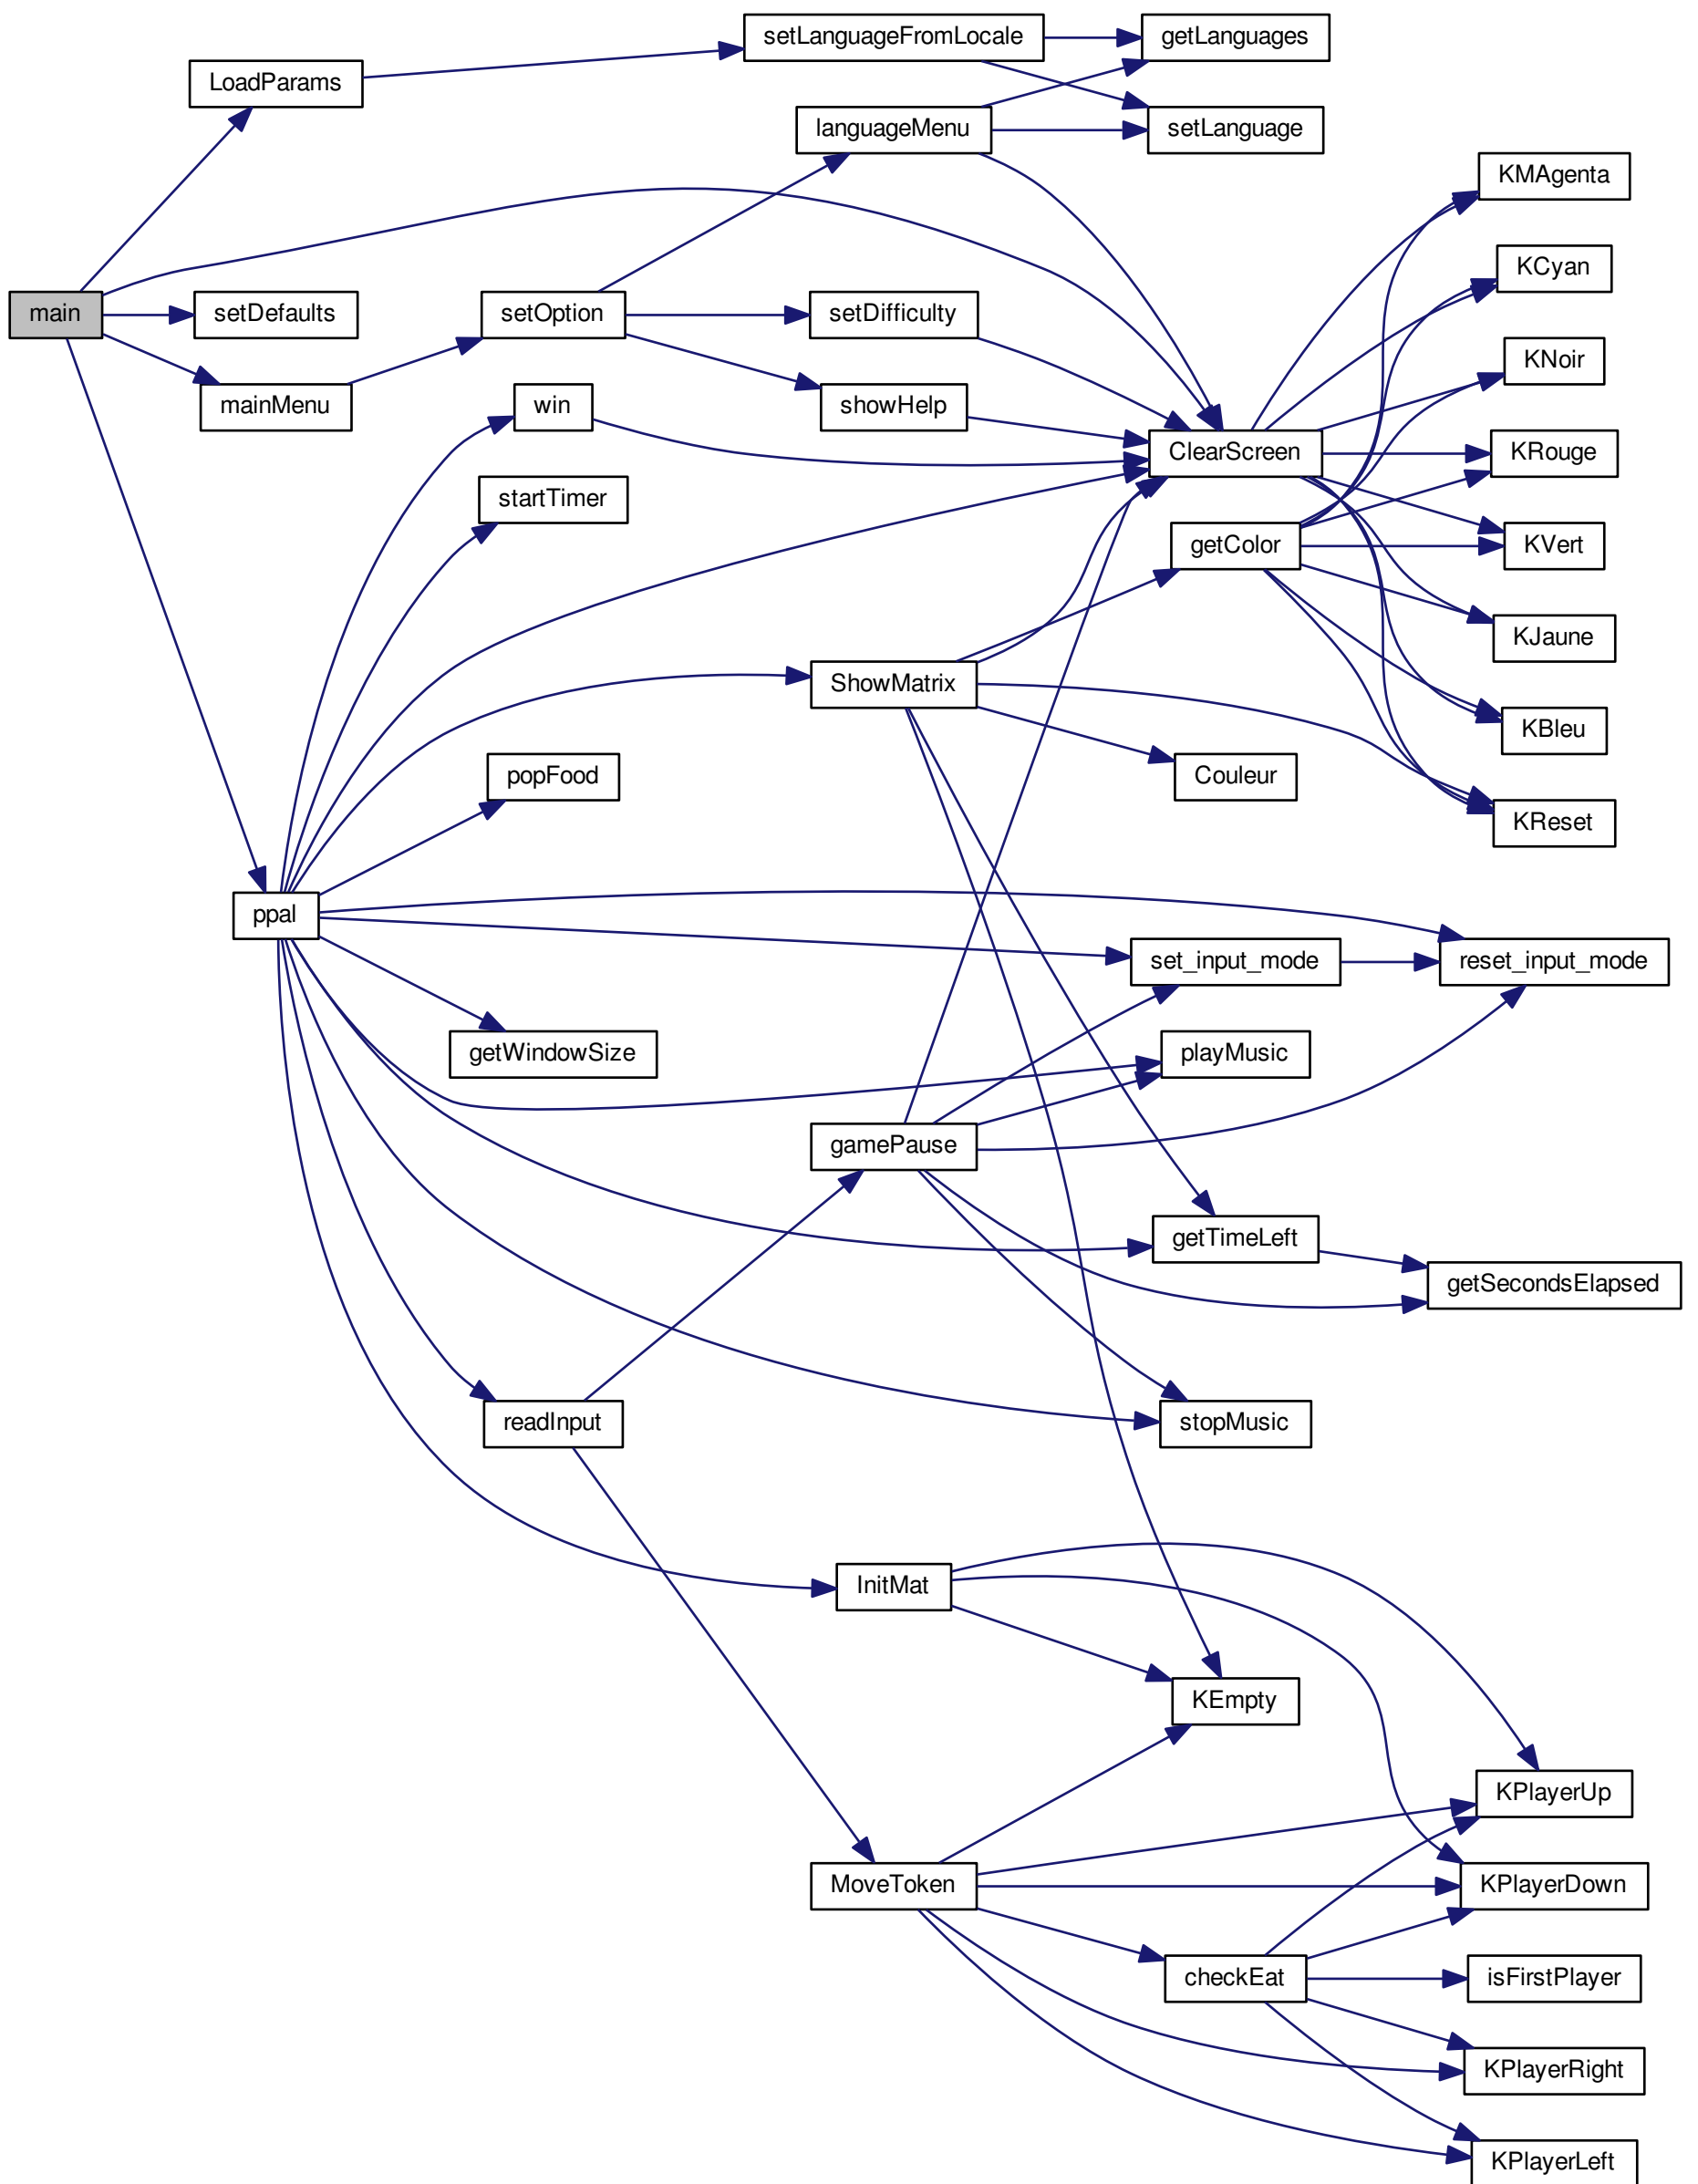 setLanguageFromLocale
getLanguages
LoadParams
languageMenu
setLanguage
KMAgenta
KCyan
main
setDefaults
setOption
setDifficulty
KNoir
mainMenu
win
showHelp
ClearScreen
KRouge
startTimer
getColor
KVert
KJaune
ShowMatrix
KBleu
popFood
Couleur
KReset
ppal
set_input_mode
reset_input_mode
getWindowSize
playMusic
gamePause
getTimeLeft
getSecondsElapsed
readInput
stopMusic
InitMat
KEmpty
KPlayerUp
MoveToken
KPlayerDown
checkEat
isFirstPlayer
KPlayerRight
KPlayerLeft